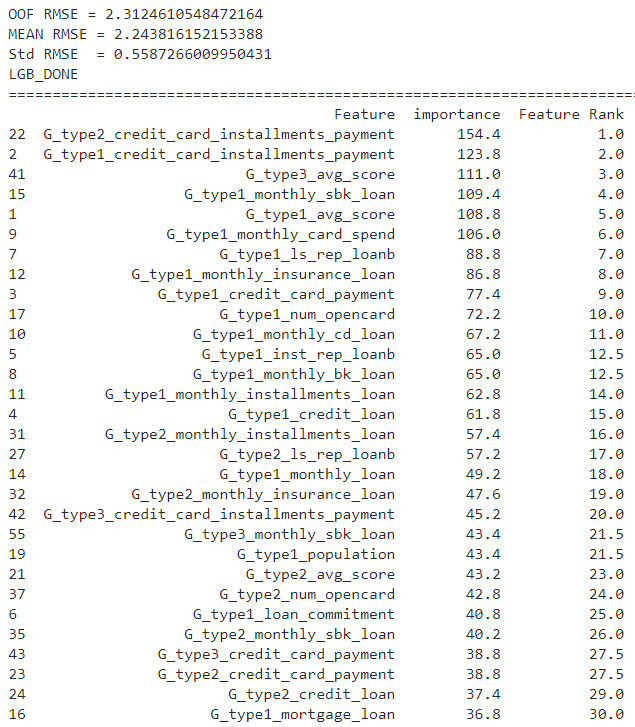 OOF RMSE = 2.3124610548472164
MEAN RMSE = 2.243816152153388
Std RMSE  = 0.5587266009950431
LGB_DONE
================================================================================
Feature  importance  Feature Rank
22  G_type2_credit_card_installments_payment  154.4  1.0
2  G_type1_credit_card_installments_payment  123.8  2.0
41  G_type3_avg_score  111.0  3.0
15  G_type1_monthly_sbk_loan  109.4  4.0
1  G_type1_avg_score  108.8  5.0
9  G_type1_monthly_card_spend  106.0  6.0
7  G_type1_ls_rep_loanb  88.8  7.0
12  G_type1_monthly_insurance_loan  86.8  8.0
3  G_type1_credit_card_payment  77.4  9.0
17  G_type1_num_opencard  72.2  10.0
10  G_type1_monthly_cd_loan  67.2  11.0
5  G_type1_inst_rep_loanb  65.0  12.5
8  G_type1_monthly_bk_loan  65.0  12.5
11  G_type1_monthly_installments_loan  62.8  14.0
4  G_type1_credit_loan  61.8  15.0
31  G_type2_monthly_installments_loan  57.4  16.0
27  G_type2_ls_rep_loanb  57.2  17.0
14  G_type1_monthly_loan  49.2  18.0
32  G_type2_monthly_insurance_loan  47.6  19.0
42  G_type3_credit_card_installments_payment  45.2  20.0
55  G_type3_monthly_sbk_loan  43.4  21.5
19  G_type1_population  43.4  21.5
21  G_type2_avg_score  43.2  23.0
37  G_type2_num_opencard  42.8  24.0
6  G_type1_loan_commitment  40.8  25.0
35  G_type2_monthly_sbk_loan  40.2  26.0
43  G_type3_credit_card_payment  38.8  27.5
23  G_type2_credit_card_payment  38.8  27.5
24  G_type2_credit_loan  37.4  29.0
16  G_type1_mortgage_loan  36.8  30.0